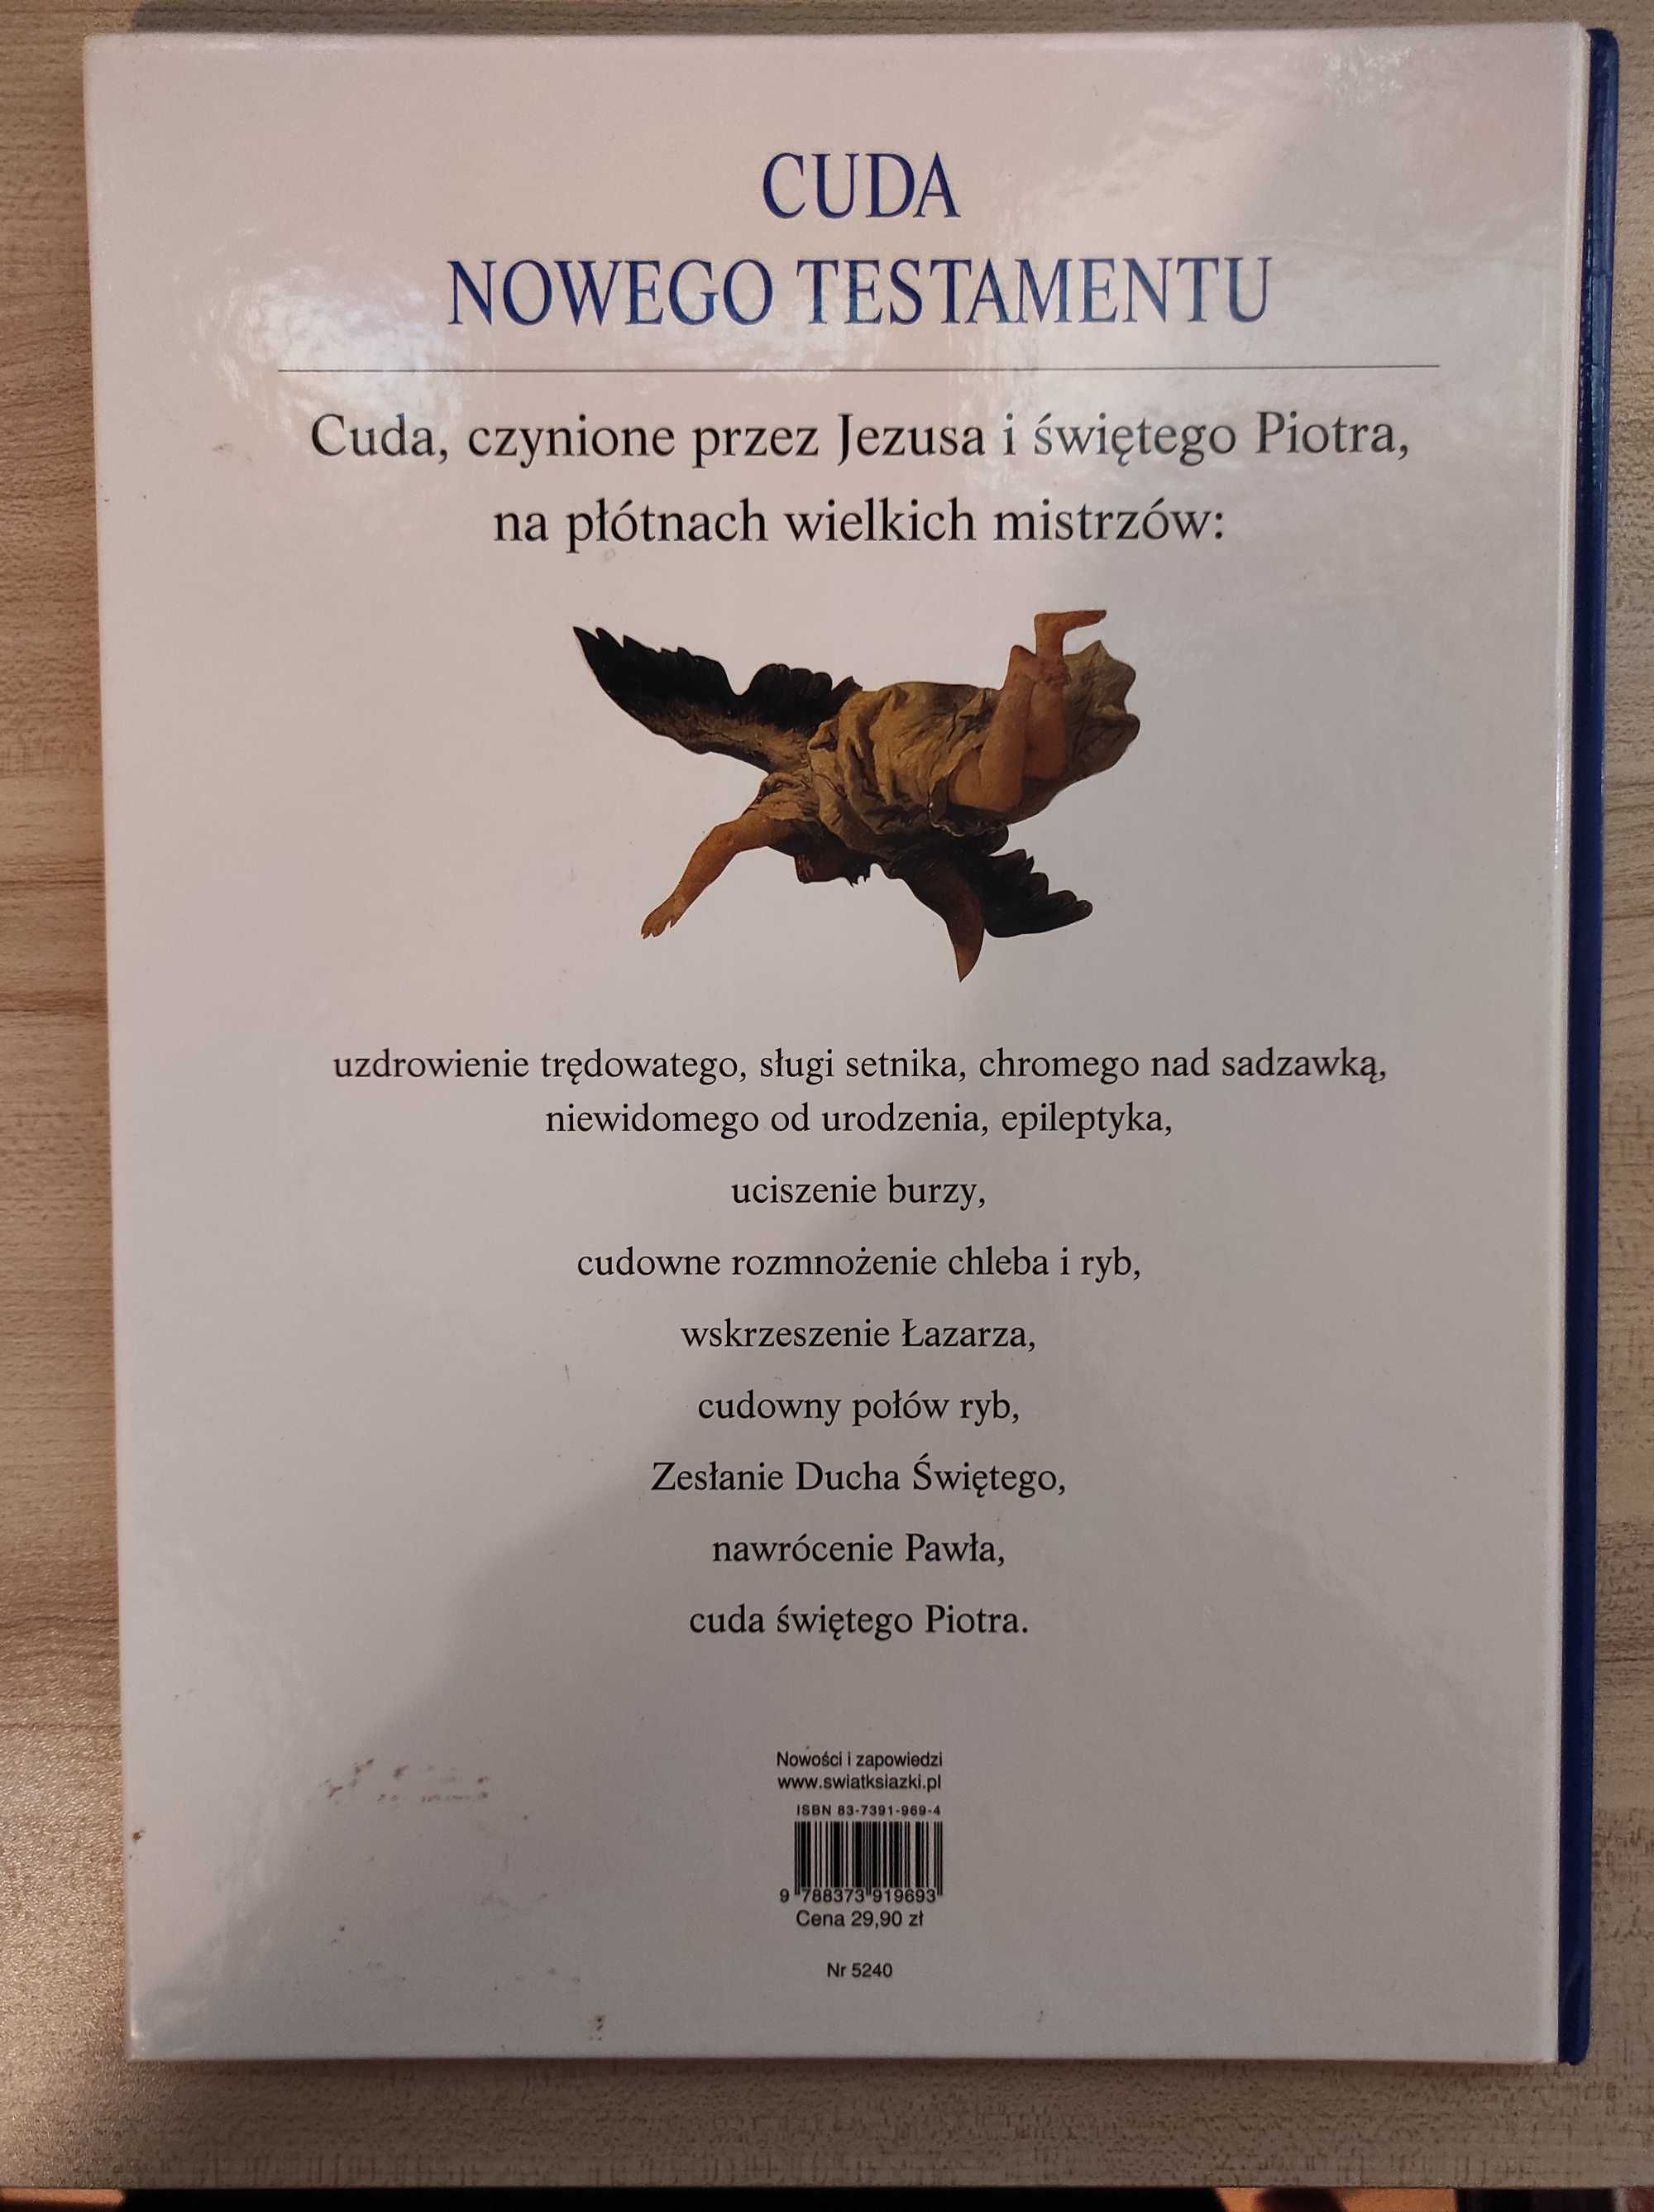 CUDA
NOWEGO TESTAMENTU
Cuda, czynione przez Jezusa i świętego Piotra,
na płótnach wielkich mistrzów:
uzdrowienie trędowatego, sługi setnika, chromego nad sadzawką,
niewidomego od urodzenia, epileptyka,
uciszenie burzy,
cudowne rozmnożenie chleba i ryb,
wskrzeszenie Łazarza,
cudowny połów ryb,
Zesłanie Ducha Świętego,
nawrócenie Pawła,
cuda świętego Piotra.
Nowości i zapowiedzi
www.swiatksiazki.pl
ISBN 83-7391-969-4
9 788373 919693
Cena 29,90 zł
Nr 5240